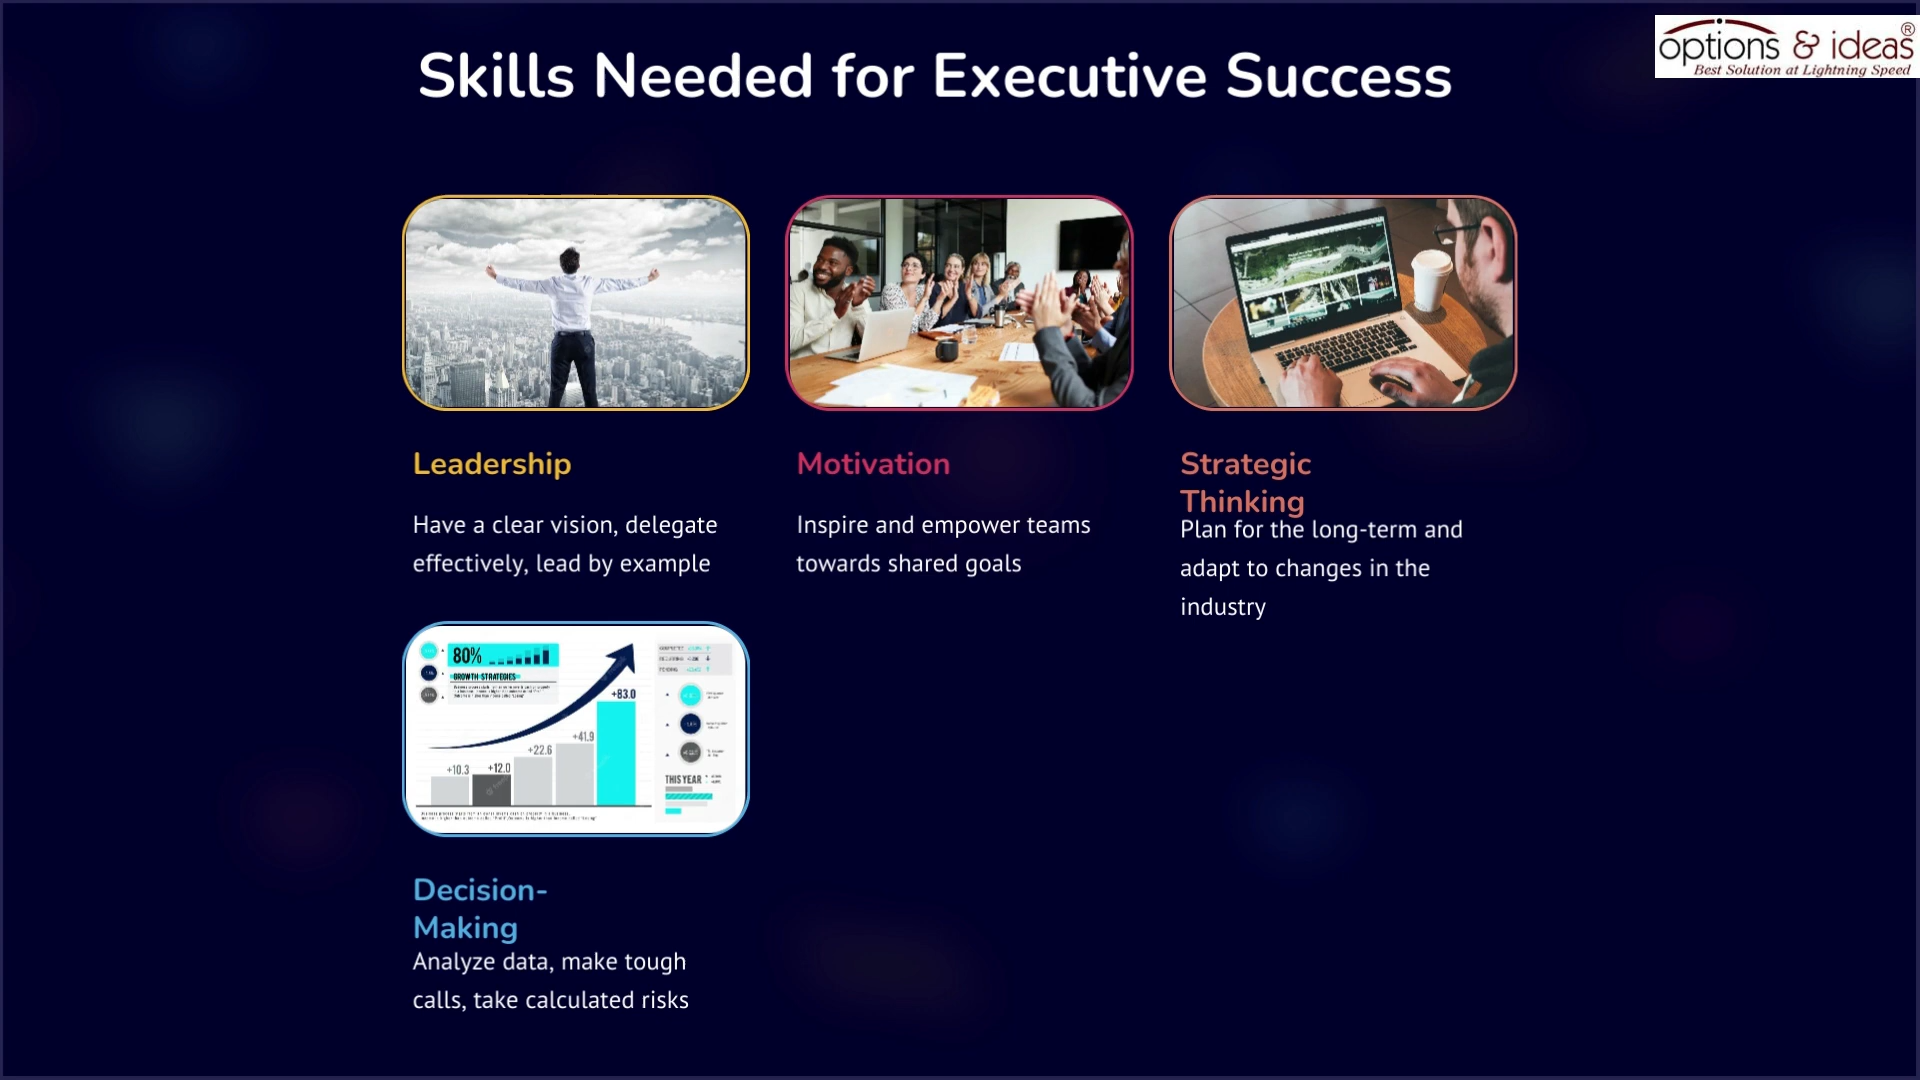 Skills Needed for Executive Success
options & ideas®
Best Solution at Lightning Speed
Leadership
Have a clear vision, delegate
effectively, lead by example
Motivation
Inspire and empower teams
towards shared goals
Strategic
Thinking
Plan for the long-term and
adapt to changes in the
industry
80%
GROWTH STRATEGIES
+10.3
+12.0
+22.6
+41.9
+83.0
THIS YEAR
Decision-
Making
Analyze data, make tough
calls, take calculated risks